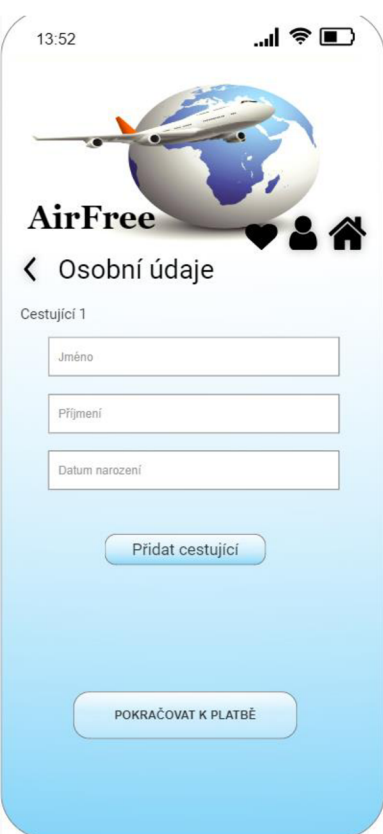 13:52
AirFree
Osobní údaje
Cestující 1
Jméno
Příjmení
Datum narození
Přidat cestující
POKRAČOVAT K PLATBĚ